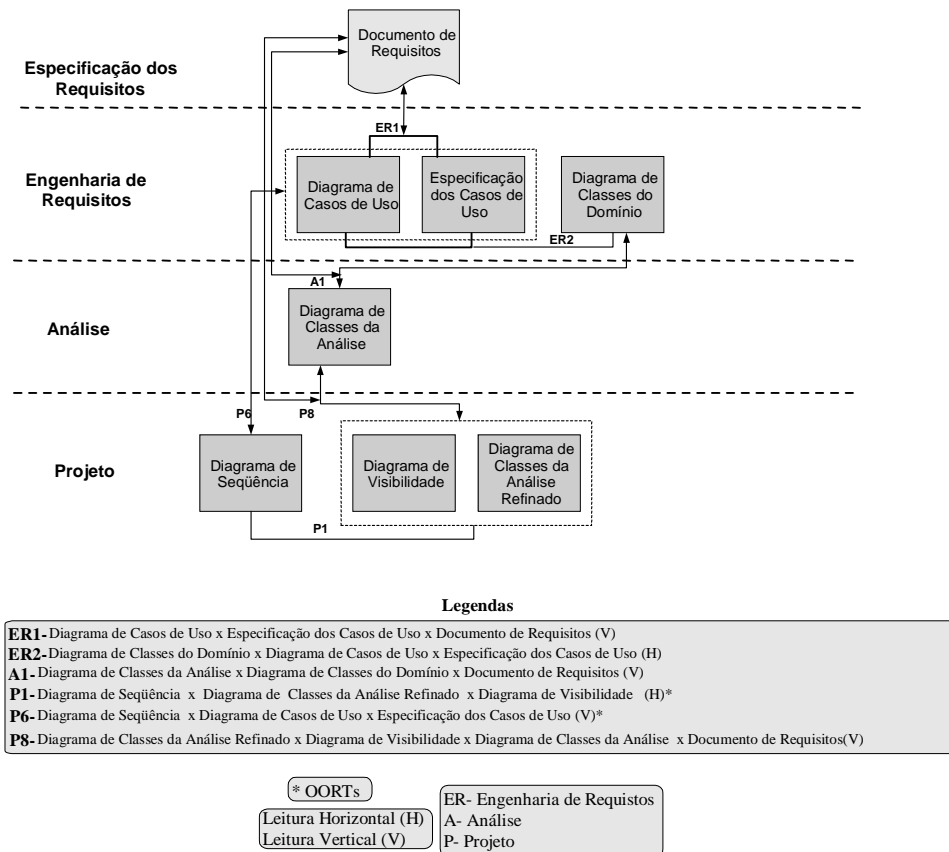 Documento de
Requisitos
Especificação dos
Requisitos
ER1
Engenharia de
Requisitos
Diagrama de
Casos de Uso
Especificação
dos Casos de
Uso
Diagrama de
Classes do
Domínio
ER2
A1
Análise
Diagrama de
Classes da
Análise
P6
P8
Projeto
Diagrama de
Seqüência
Diagrama de
Visibilidade
Diagrama de
Classes da
Análise
Refinado
P1
Legendas
ER1- Diagrama de Casos de Uso x Especificação dos Casos de Uso x Documento de Requisitos (V)
ER2- Diagrama de Classes do Domínio x Diagrama de Casos de Uso x Especificação dos Casos de Uso (H)
A1- Diagrama de Classes da Análise x Diagrama de Classes do Domínio x Documento de Requisitos (V)
P1- Diagrama de Seqüência x Diagrama de Classes da Análise Refinado x Diagrama de Visibilidade (H)*
P6- Diagrama de Seqüência x Diagrama de Casos de Uso x Especificação dos Casos de Uso (V)*
P8- Diagrama de Classes da Análise Refinado x Diagrama de Visibilidade x Diagrama de Classes da Análise x Documento de Requisitos(V)
* OORTs
Leitura Horizontal (H)
Leitura Vertical (V)
ER- Engenharia de Requistos
A- Análise
P- Projeto